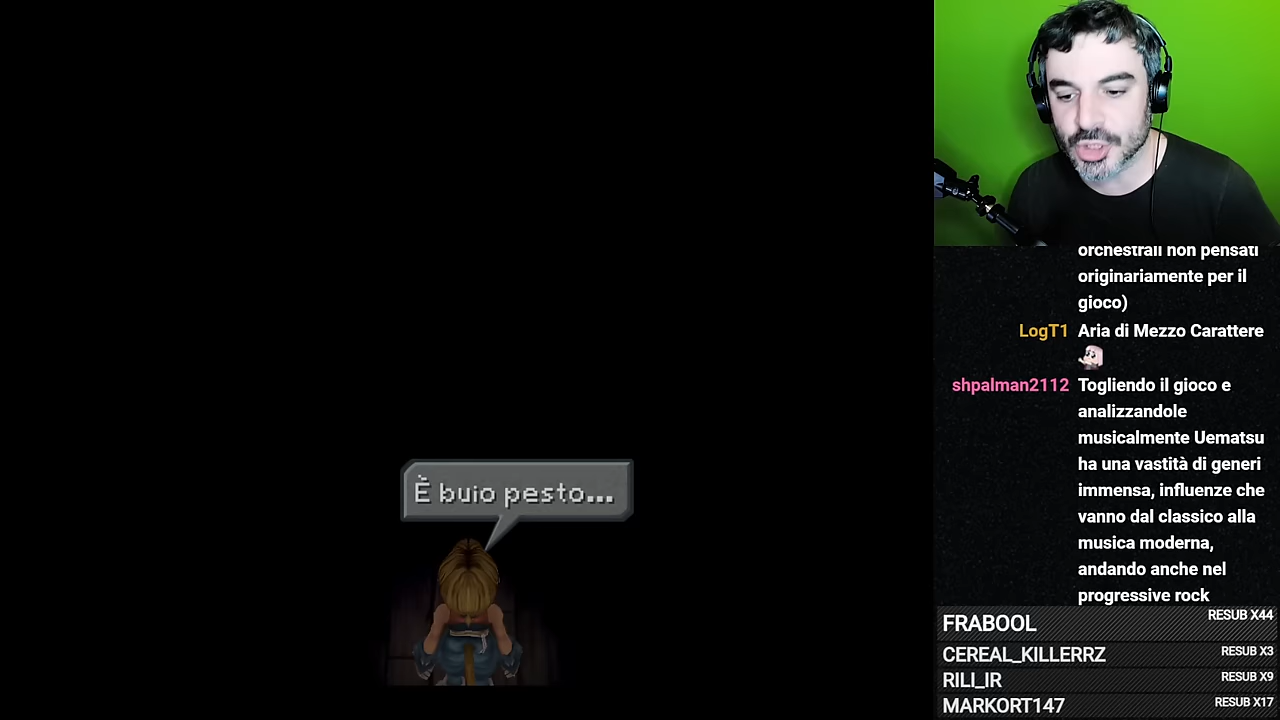 È buio pesto...
orchestrali non pensati
originariamente per il
gioco)
LogT1 Aria di Mezzo Carattere
shpalman2112 Togliendo il gioco e
analizzandole
musicalmente Uematsu
ha una vastità di generi
immensa, influenze che
vanno dal classico alla
musica moderna,
andando anche nel
progressive rock
FRABOOL RESUB X44
CEREAL_KILLERRZ RESUB X3
RILI_IR RESUB X9
MARKORT147 RESUB X17